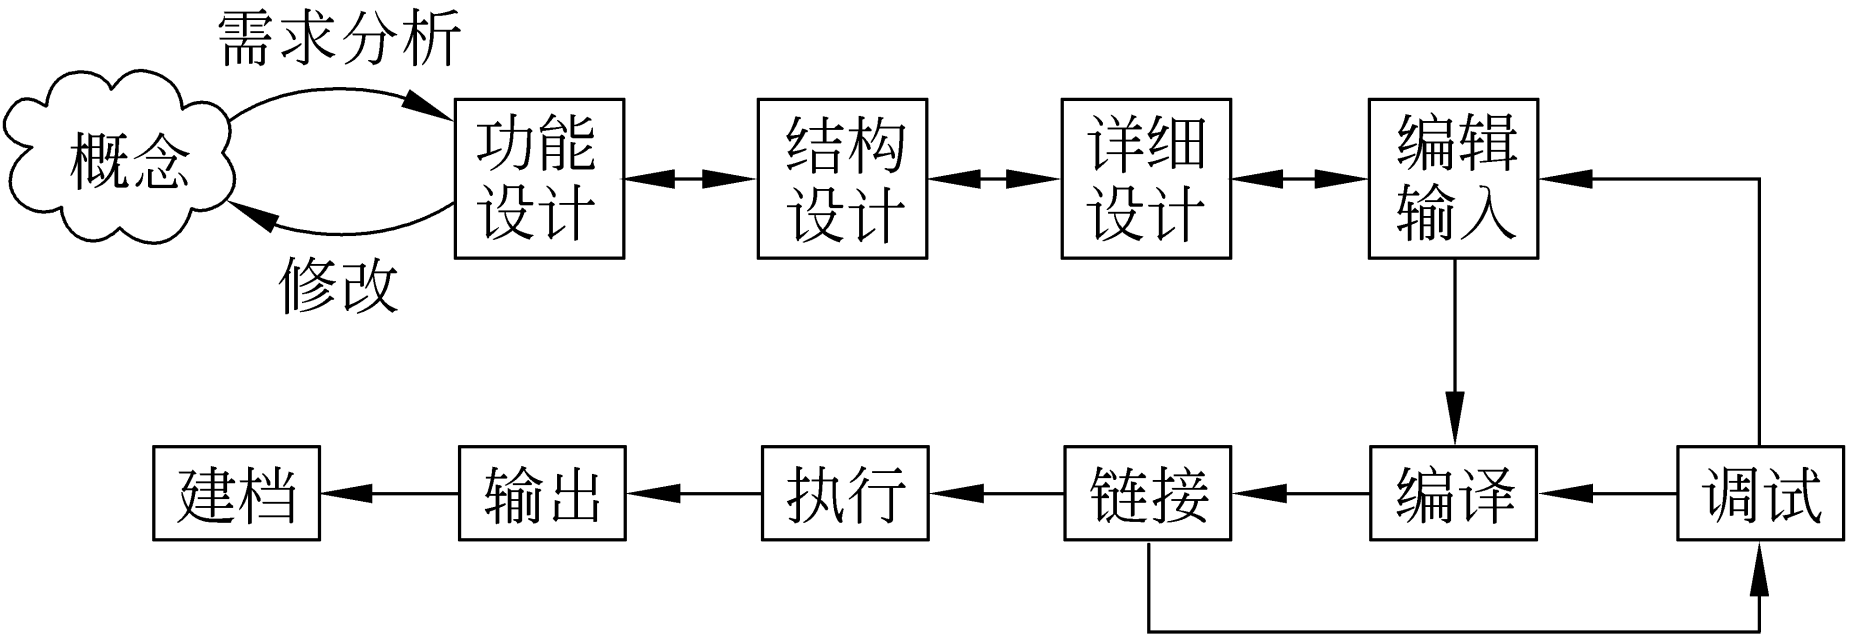 需求分析
概念
修改
功能
设计
结构
设计
详细
设计
编辑
输入
建档
输出
执行
链接
编译
调试